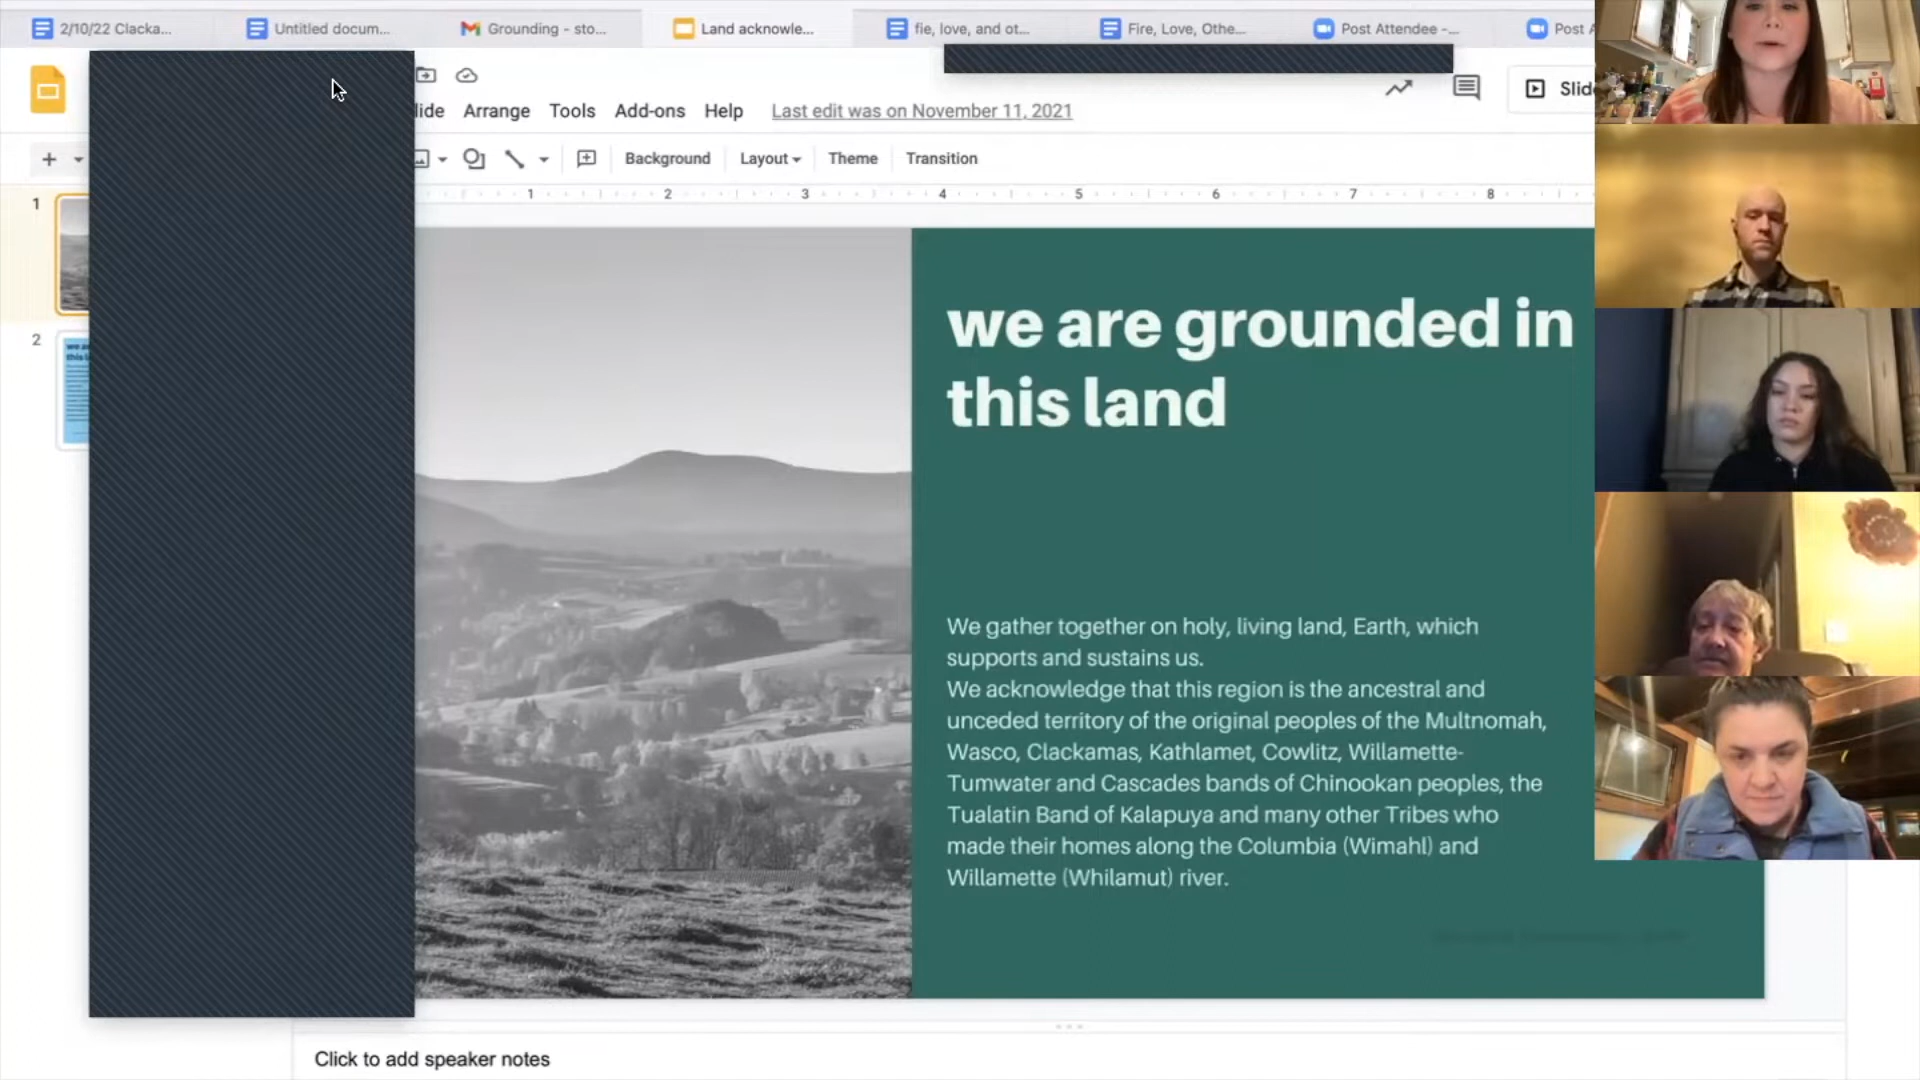 2/10/22 Clacka...
Untitled docum...
Grounding - sto...
Land acknowle...
fie, love, and ot...
Fire, Love, Othe...
Post Attendee -...
Post A
lide
Arrange
Tools
Add-ons
Help
Last edit was on November 11, 2021
Slid
Background
Layout
Theme
Transition
1 2 3 4 5 6 7 8
1
2
we are grounded in
this land
We gather together on holy, living land, Earth, which
supports and sustains us.
We acknowledge that this region is the ancestral and
unceded territory of the original peoples of the Multnomah,
Wasco, Clackamas, Kathlamet, Cowlitz, Willamette-
Tumwater and Cascades bands of Chinookan peoples, the
Tualatin Band of Kalapuya and many other Tribes who
made their homes along the Columbia (Wimahl) and
Willamette (Whilamut) river.
Click to add speaker notes